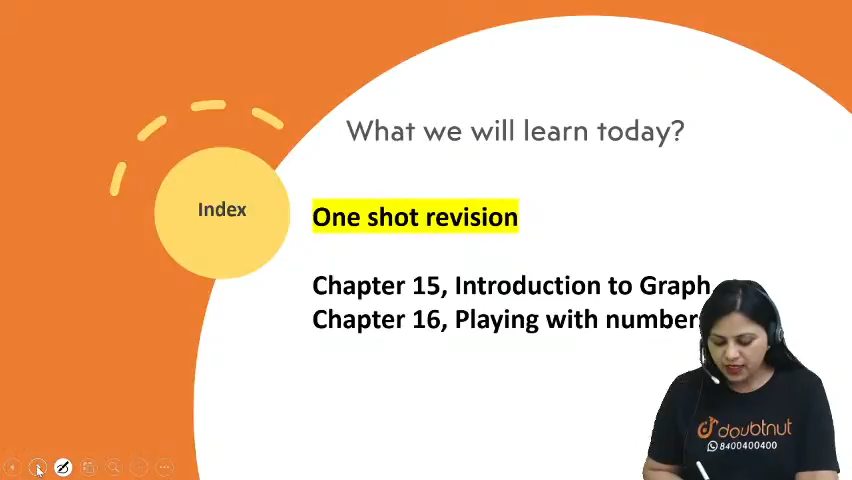 What we will learn today?
Index
One shot revision
Chapter 15, Introduction to Graph
Chapter 16, Playing with numbers
doubtnut
8400400400